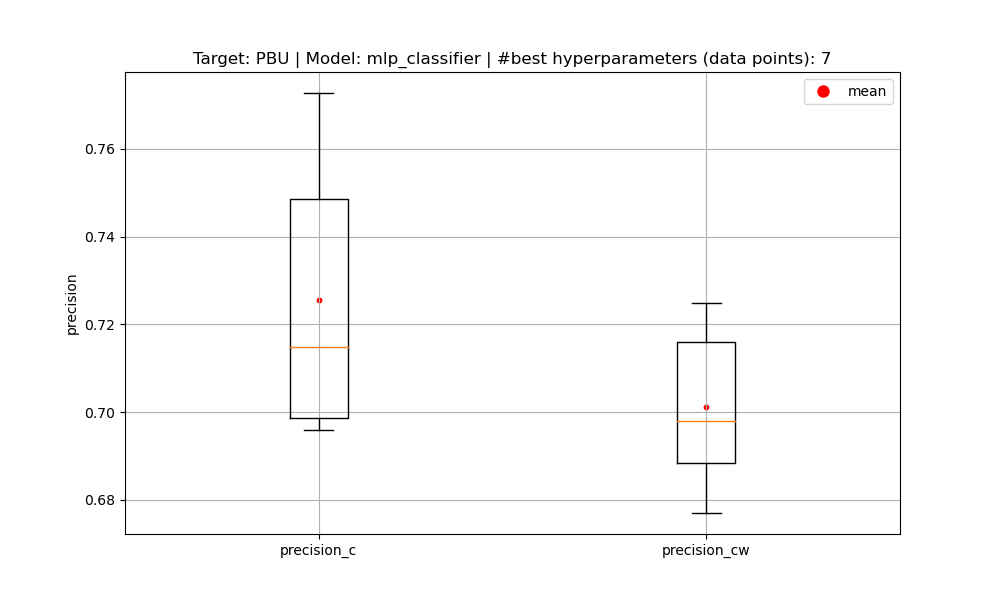 Target: PBU | Model: mlp_classifier | #best hyperparameters (data points): 7
mean
0.76
0.74
0.72
0.70
0.68
precision
precision_c
precision_cw